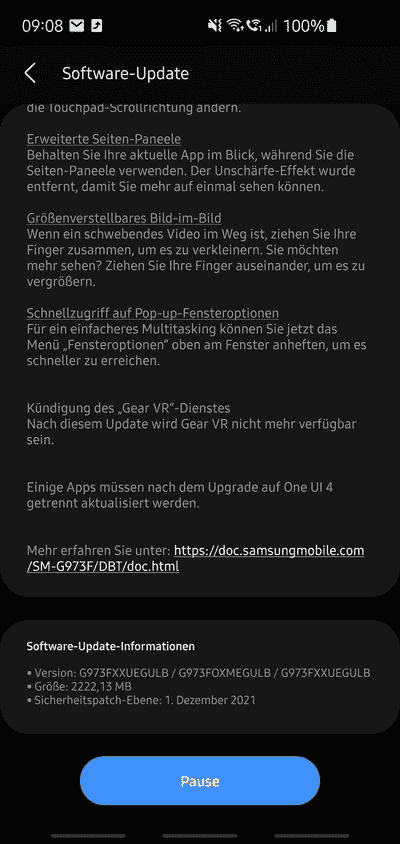 09:08
100%
Software-Update
die Touchpad-Scrollrichtung ändern.
Erweiterte Seiten-Paneele
Behalten Sie Ihre aktuelle App im Blick, während Sie die
Seiten-Paneele verwenden. Der Unschärfe-Effekt wurde
entfernt, damit Sie mehr auf einmal sehen können.
Größenverstellbares Bild-im-Bild
Wenn ein schwebendes Video im Weg ist, ziehen Sie Ihre
Finger zusammen, um es zu verkleinern. Sie möchten
mehr sehen? Ziehen Sie Ihre Finger auseinander, um es zu
vergrößern.
Schnellzugriff auf Pop-up-Fensteroptionen
Für ein einfacheres Multitasking können Sie jetzt das
Menü „Fensteroptionen“ oben am Fenster anheften, um es
schneller zu erreichen.
Kündigung des „Gear VR“-Dienstes
Nach diesem Update wird Gear VR nicht mehr verfügbar
sein.
Einige Apps müssen nach dem Upgrade auf One UI 4
getrennt aktualisiert werden.
Mehr erfahren Sie unter: https://doc.samsungmobile.com
/SM-G973F/DBT/doc.html
Software-Update-Informationen
• Version: G973FXXUEGULB / G973FOXMEGULB / G973FXXUEGULB
• Größe: 2222,13 MB
• Sicherheitspatch-Ebene: 1. Dezember 2021
Pause